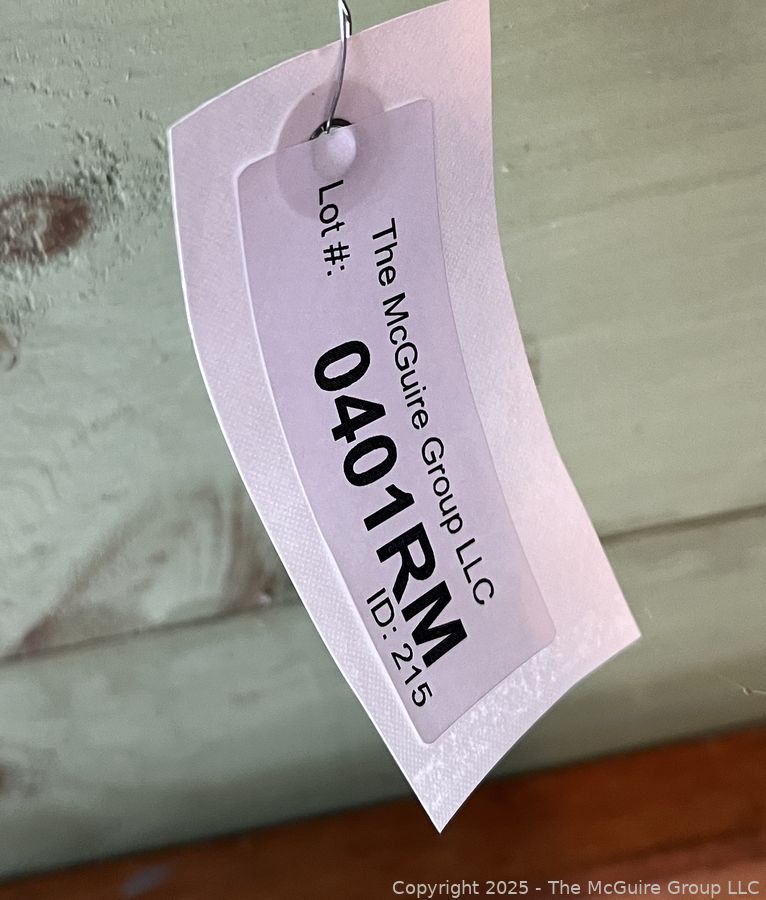 The McGuire Group LLC
Lot #:
0401RM
ID: 215
Copyright 2025 - The McGuire Group LLC